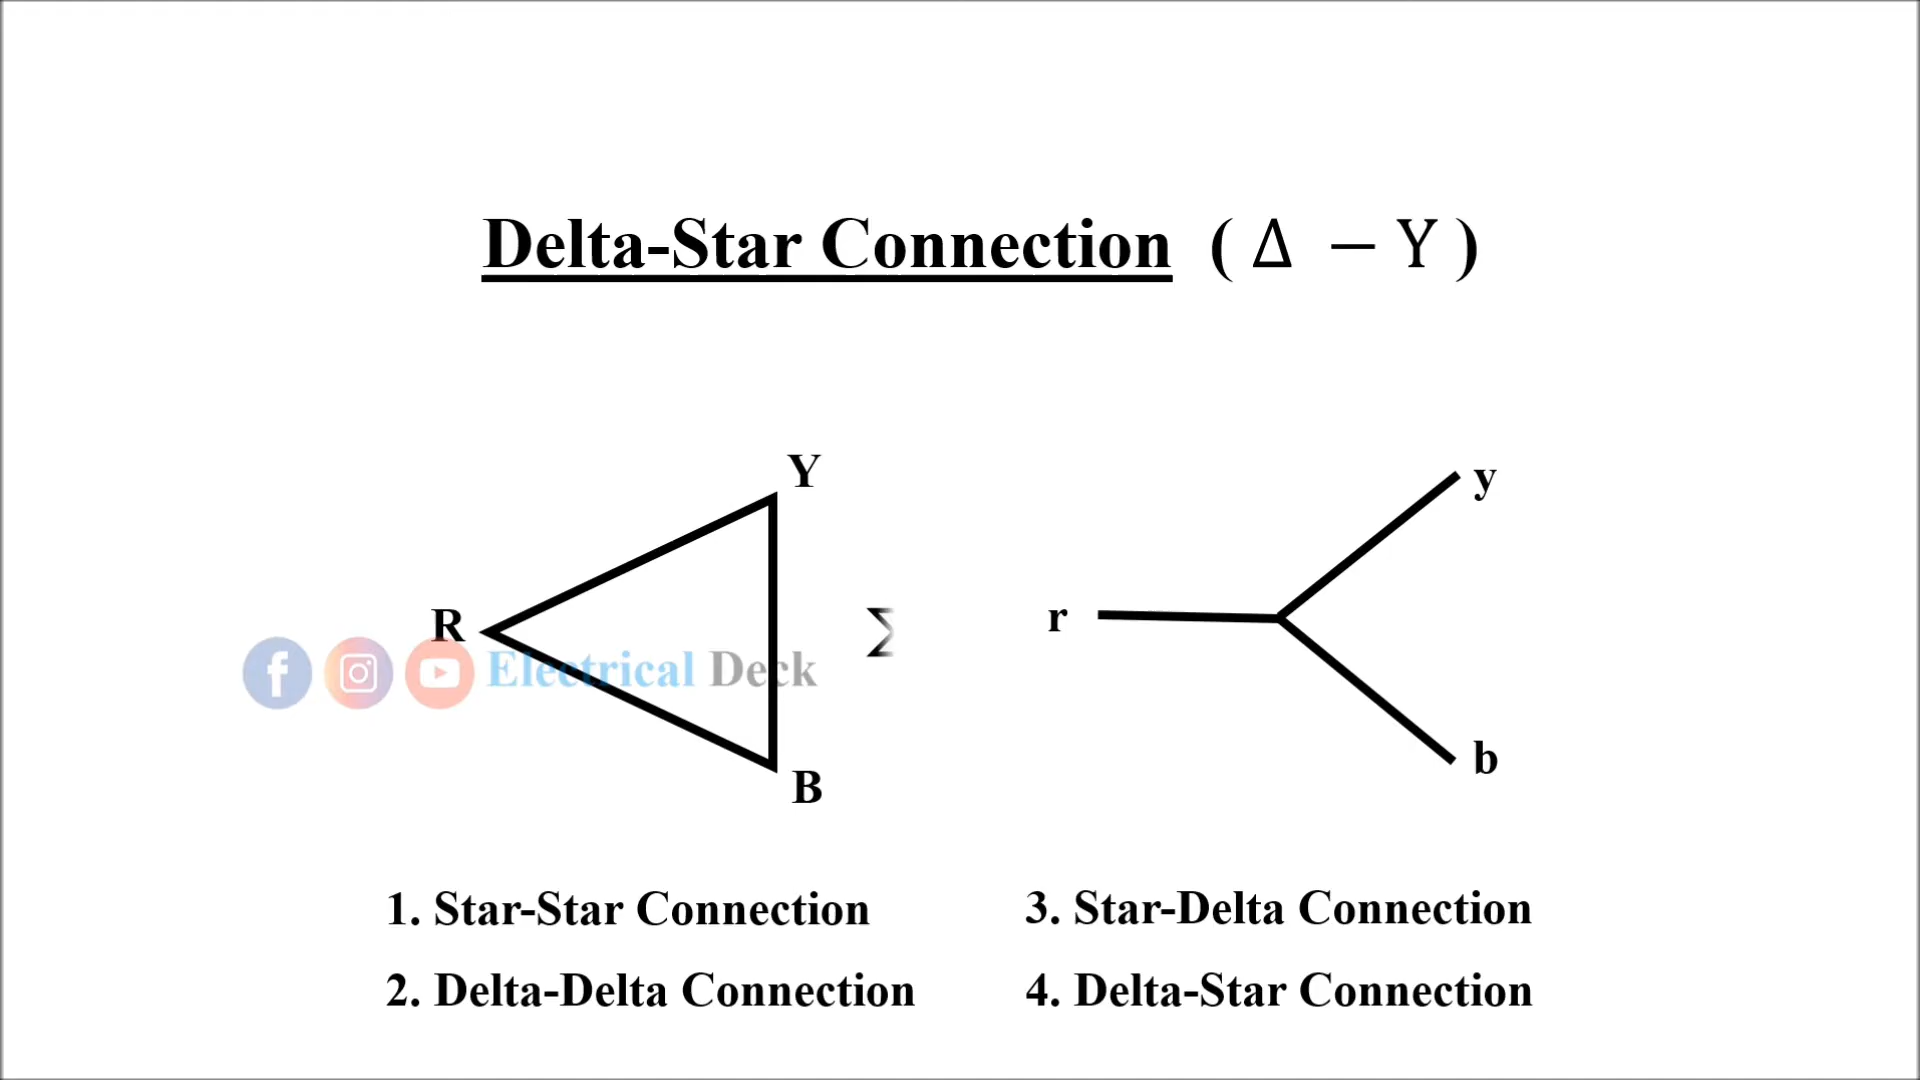 Delta-Star Connection ( Δ – Y )
Y
y
R
r
Electrical Deck
b
B
1. Star-Star Connection
3. Star-Delta Connection
2. Delta-Delta Connection
4. Delta-Star Connection